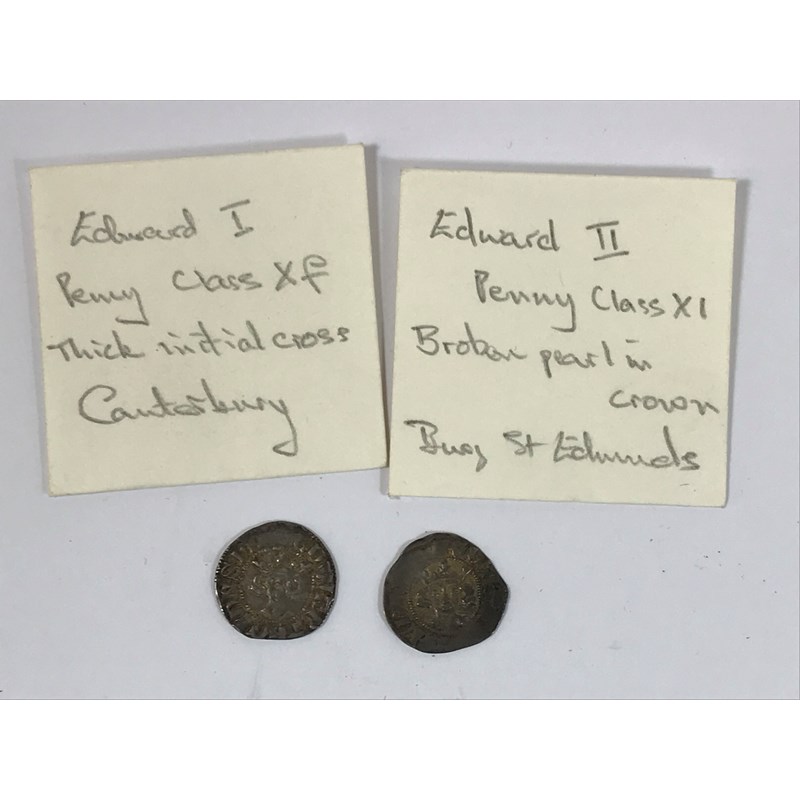 Edward I
Penny Class Xf
Thick initial cross
Canterbury
Edward II
Penny Class XI
Broken pearl in
crown
Bury St Edmunds